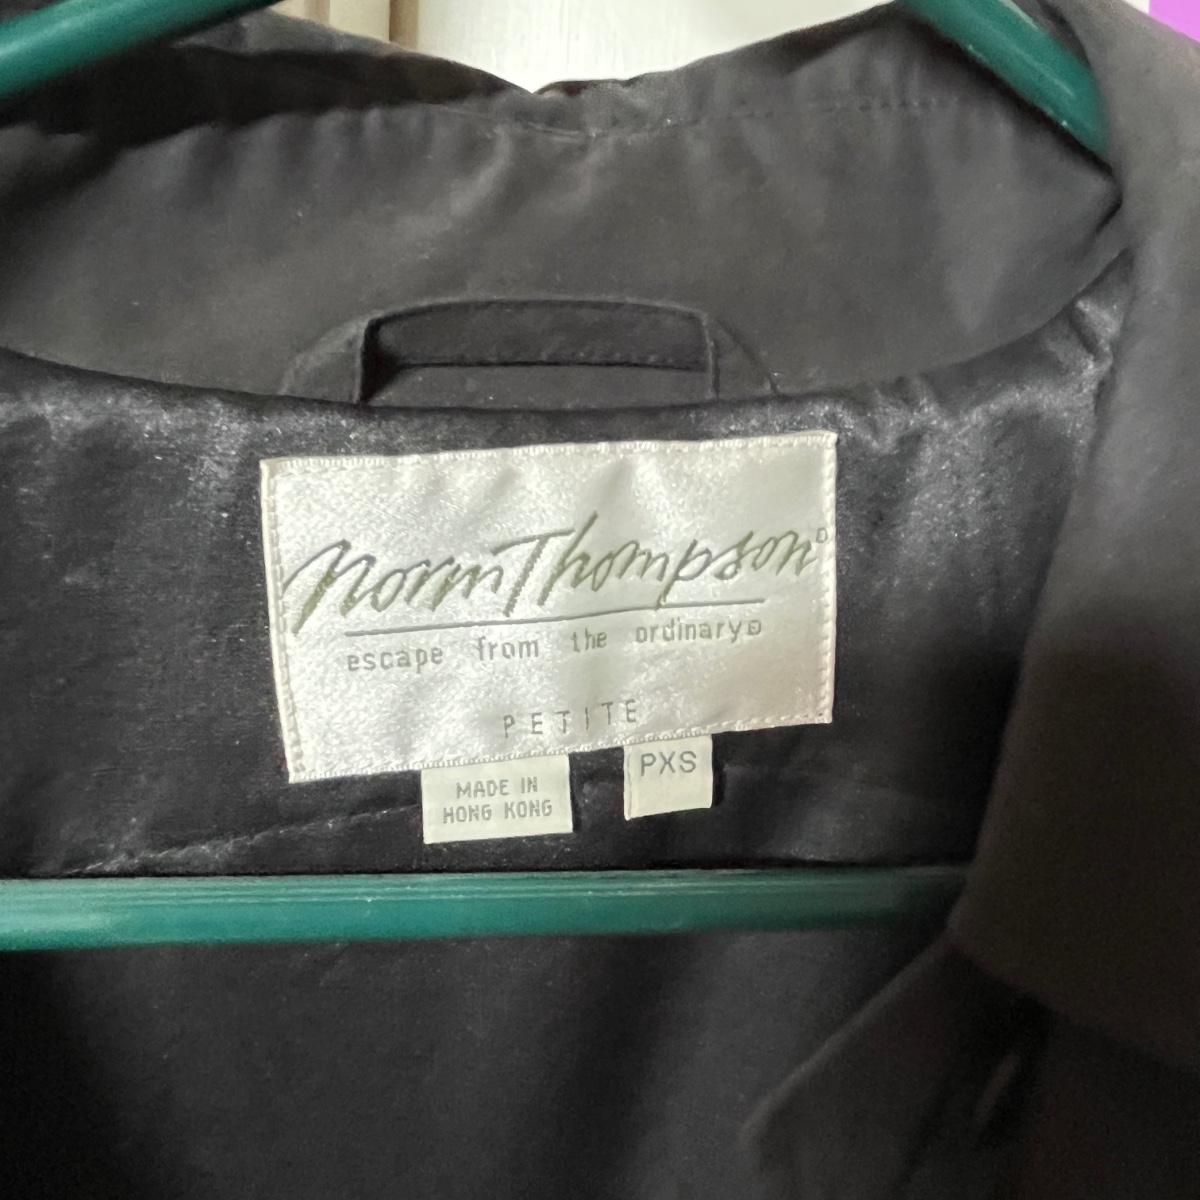 Norm Thompson®
escape from the ordinary®
PETITE
MADE IN
HONG KONG
PXS